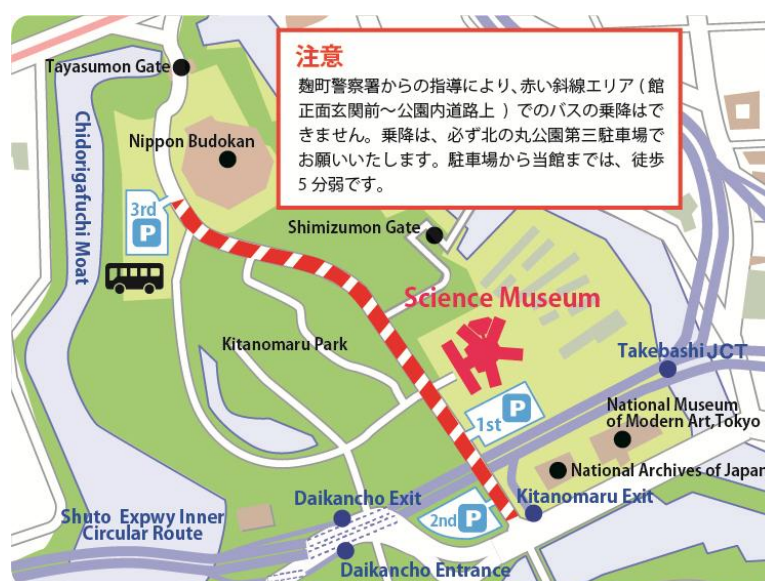 注意
麹町警察署からの指導により、赤い斜線エリア ( 館
正面玄関前～公園内道路上 ) でのバスの乗降はで
きません。乗降は、必ず北の丸公園第三駐車場で
お願いいたします。駐車場から当館までは、徒歩
5 分弱です。
Tayasumon Gate
Nippon Budokan
Chidorigafuchi Moat
3rd
P
Shimizumon Gate
Science Museum
Kitanomaru Park
Takebashi JCT
1st
P
National Museum
of Modern Art,Tokyo
National Archives of Japan
Daikancho Exit
Kitanomaru Exit
2nd
P
Shuto Expwy Inner
Circular Route
Daikancho Entrance